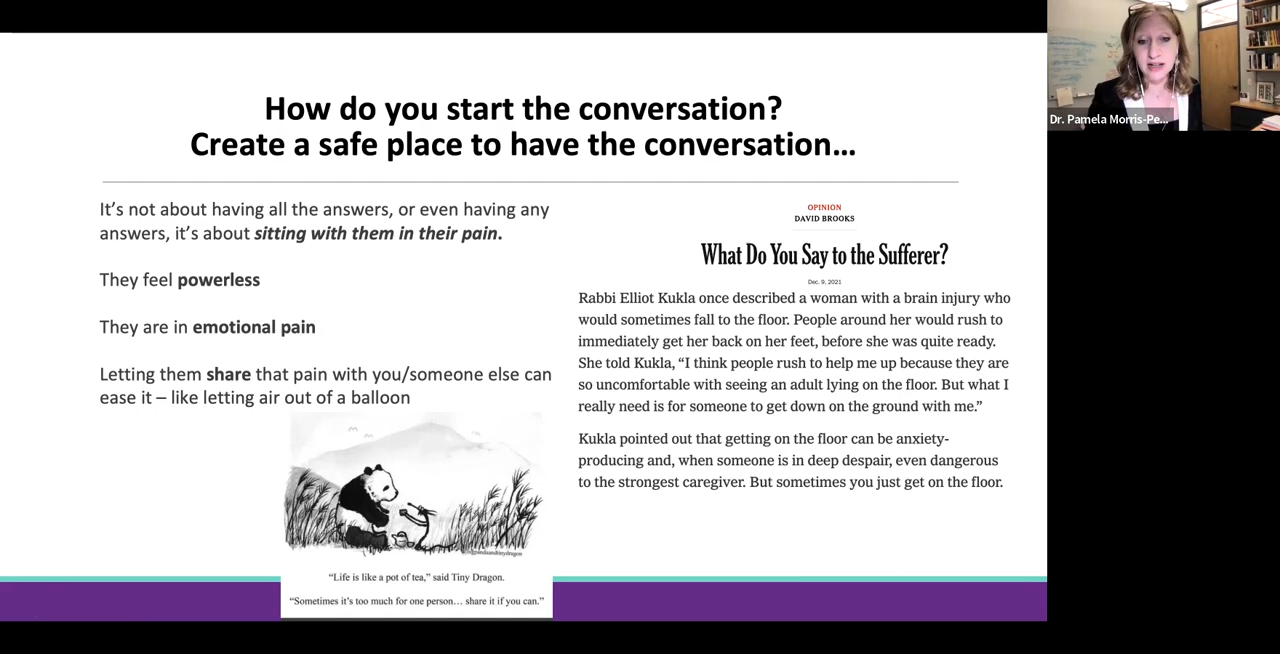 How do you start the conversation?
Create a safe place to have the conversation…
It’s not about having all the answers, or even having any
answers, it’s about sitting with them in their pain.
They feel powerless
They are in emotional pain
Letting them share that pain with you/someone else can
ease it – like letting air out of a balloon
“Life is like a pot of tea,” said Tiny Dragon.
“Sometimes it’s too much for one person… share it if you can.”
OPINION
DAVID BROOKS
What Do You Say to the Sufferer?
Dec. 9, 2021
Rabbi Elliot Kukla once described a woman with a brain injury who
would sometimes fall to the floor. People around her would rush to
immediately get her back on her feet, before she was quite ready.
She told Kukla, “I think people rush to help me up because they are
so uncomfortable with seeing an adult lying on the floor. But what I
really need is for someone to get down on the ground with me.”
Kukla pointed out that getting on the floor can be anxiety-
producing and, when someone is in deep despair, even dangerous
to the strongest caregiver. But sometimes you just get on the floor.
Dr. Pamela Morris-Pe...